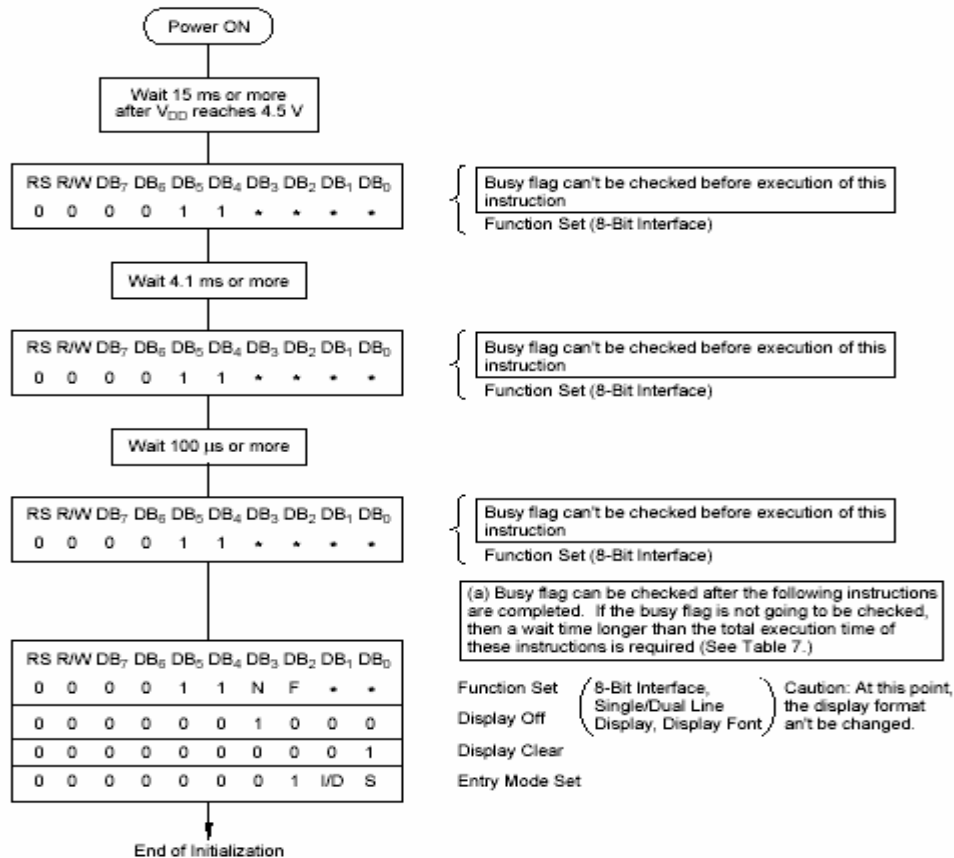 Power ON
Wait 15 ms or more
after VDD reaches 4.5 V
RS R/W DB7 DB6 DB5 DB4 DB3 DB2 DB1 DB0
0 0 0 0 1 1 * * * *
Busy flag can't be checked before execution of this
instruction
Function Set (8-Bit Interface)
Wait 4.1 ms or more
RS R/W DB7 DB6 DB5 DB4 DB3 DB2 DB1 DB0
0 0 0 0 1 1 * * * *
Busy flag can't be checked before execution of this
instruction
Function Set (8-Bit Interface)
Wait 100 µs or more
RS R/W DB7 DB6 DB5 DB4 DB3 DB2 DB1 DB0
0 0 0 0 1 1 * * * *
Busy flag can't be checked before execution of this
instruction
Function Set (8-Bit Interface)
(a) Busy flag can be checked after the following instructions
are completed. If the busy flag is not going to be checked,
then a wait time longer than the total execution time of
these instructions is required (See Table 7.)
RS R/W DB7 DB6 DB5 DB4 DB3 DB2 DB1 DB0
0 0 0 0 1 1 N F * *
0 0 0 0 0 0 1 0 0 0
0 0 0 0 0 0 0 0 0 1
0 0 0 0 0 0 0 1 I/D S
Function Set
Display Off
Display Clear
Entry Mode Set
8-Bit Interface,
Single/Dual Line
Display, Display Font
Caution: At this point,
the display format
an't be changed.
End of Initialization